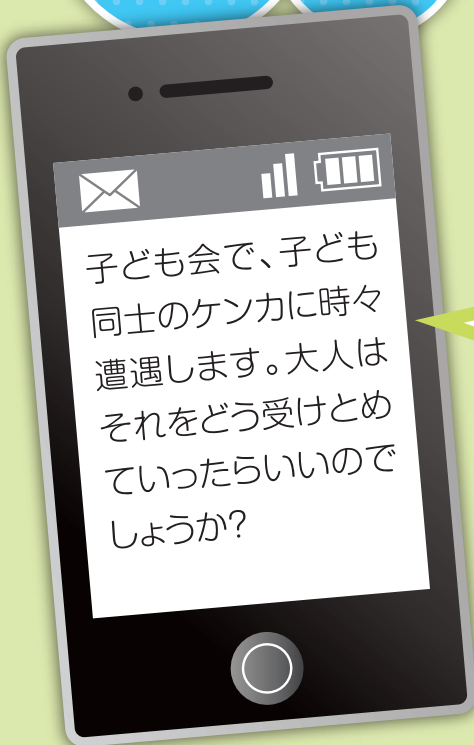 子ども会で、子ども
同士のケンカに時々
遭遇します。大人は
それをどう受けとめ
ていったらいいので
しょうか?